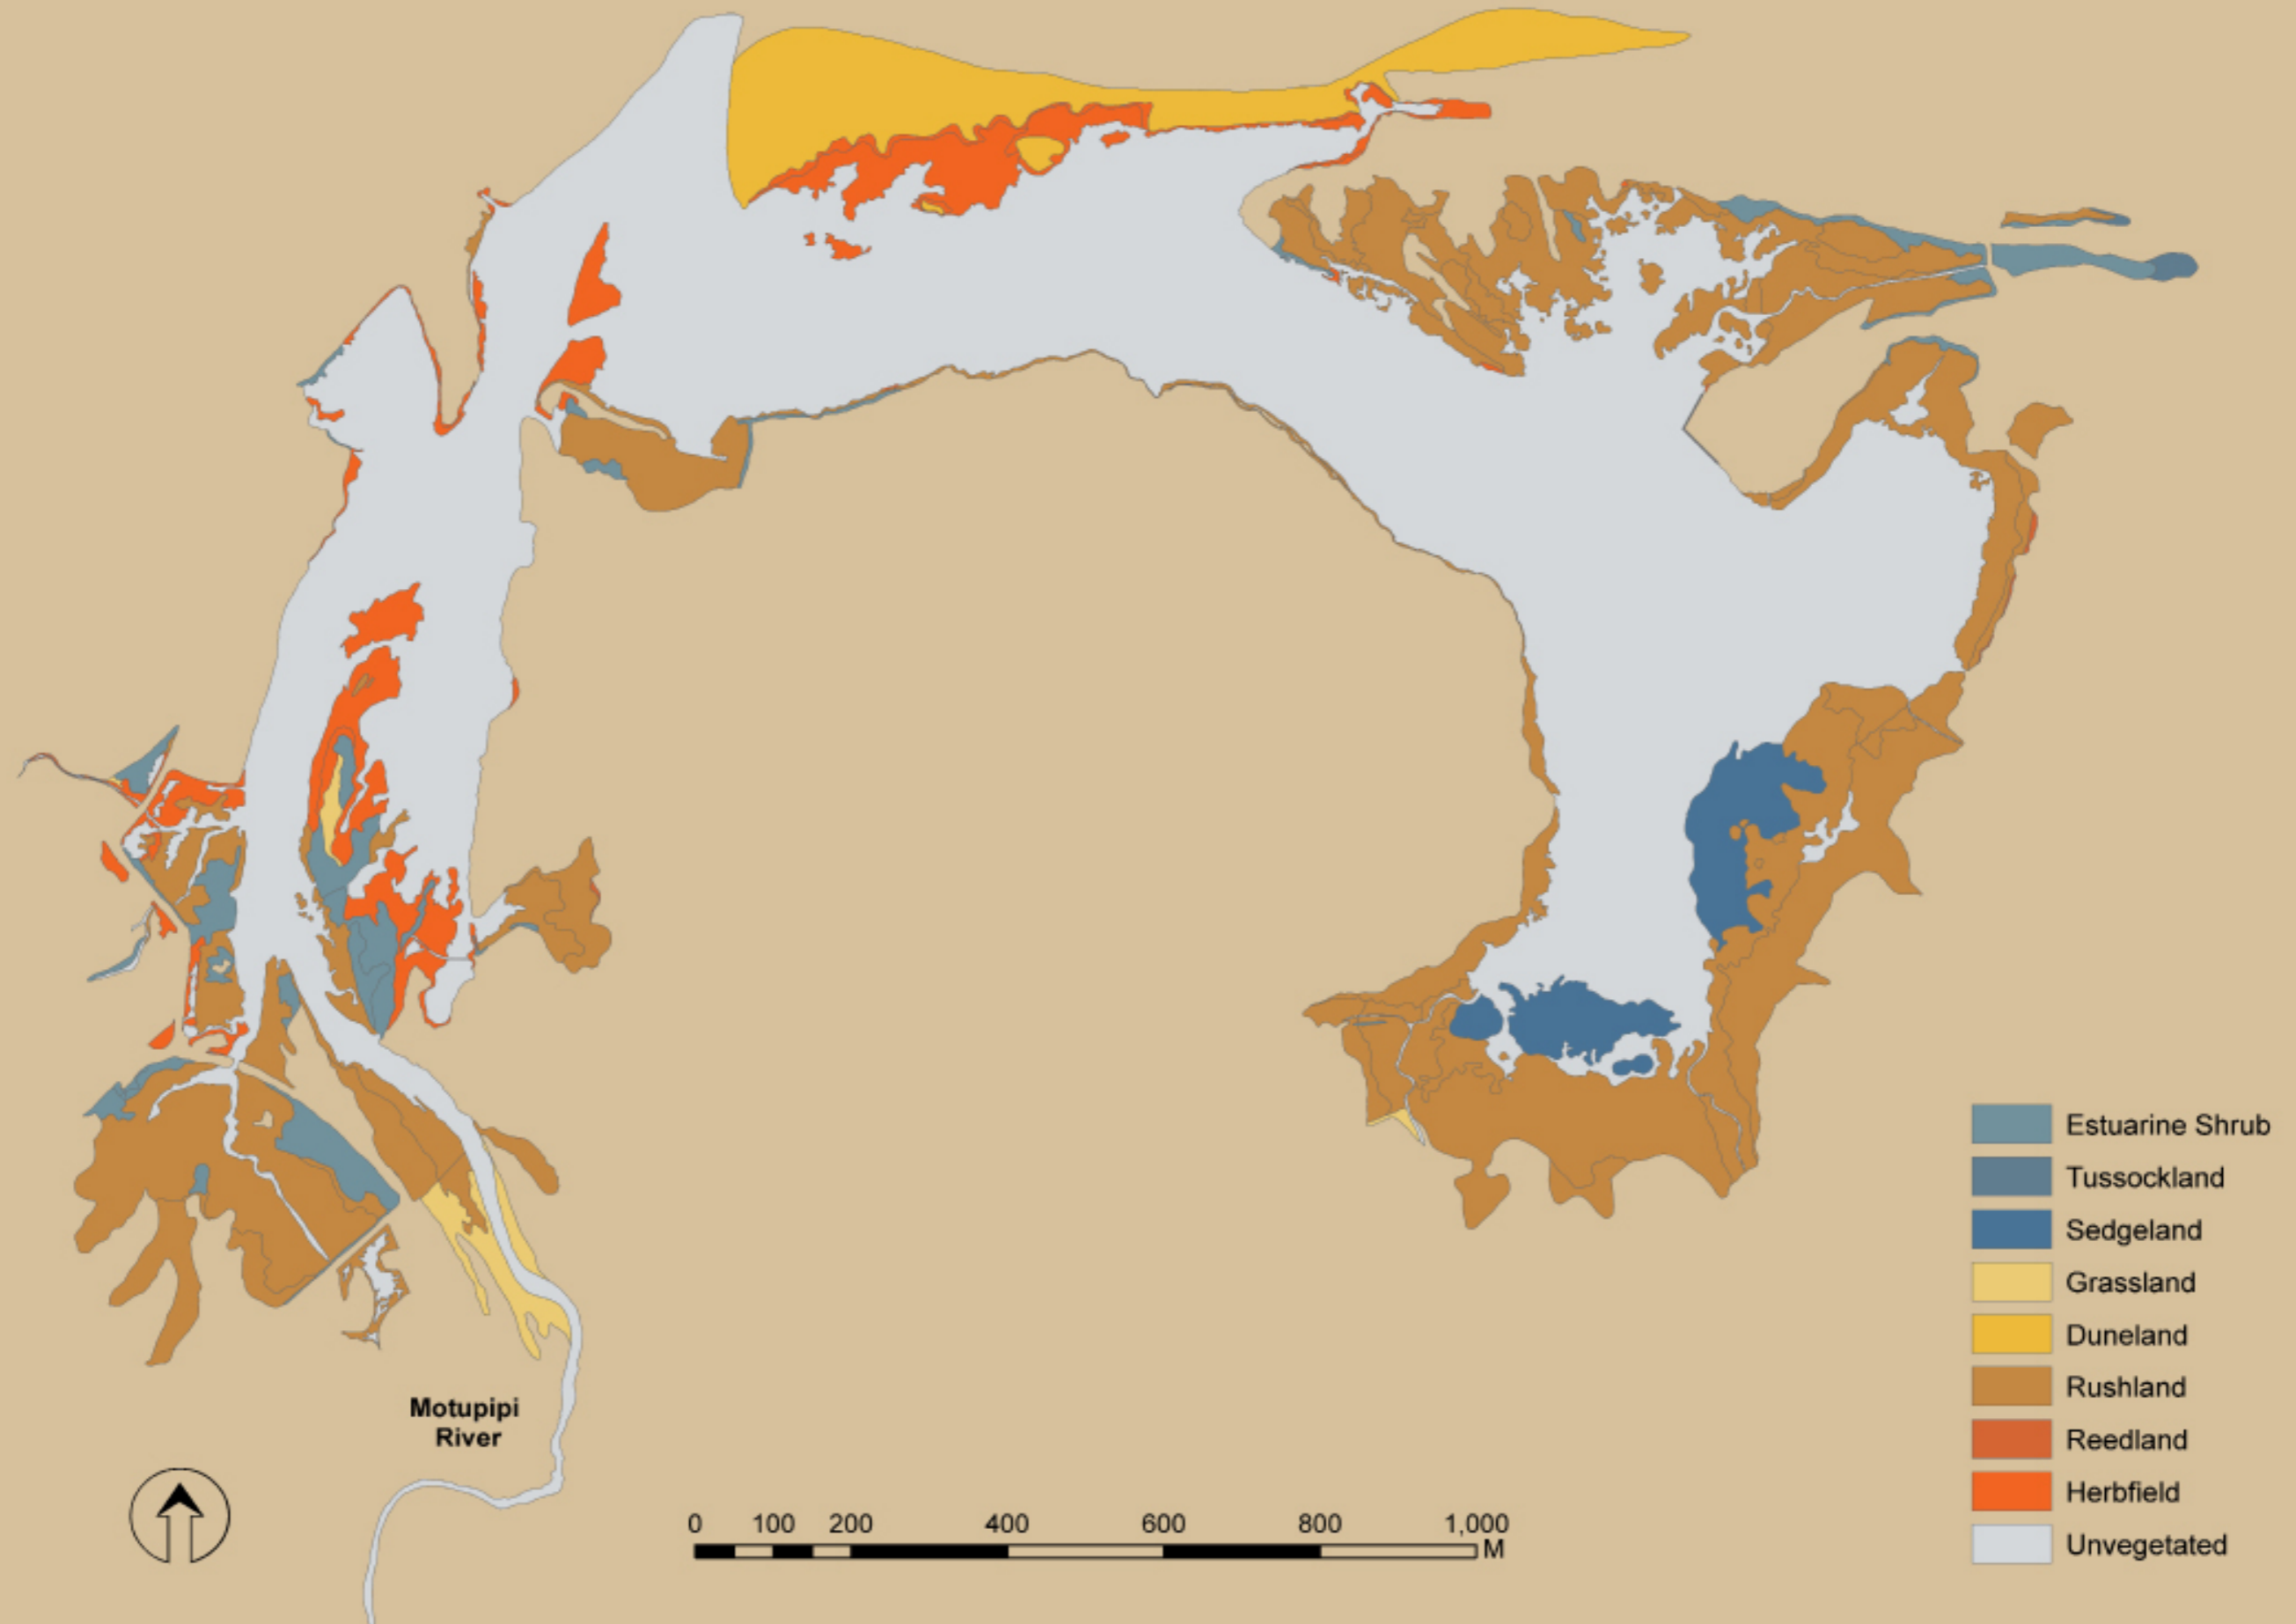 Estuarine Shrub
Tussockland
Sedgeland
Grassland
Duneland
Rushland
Reedland
Herbfield
Unvegetated
Motupipi
River
0 100 200 400 600 800 1,000
M